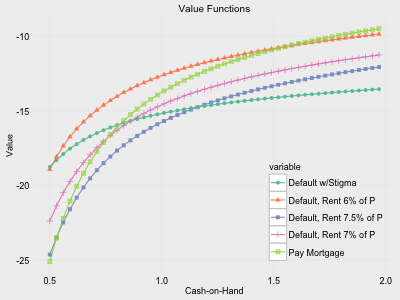 Value Functions
-10
-15
-20
-25
Value
variable
Default w/Stigma
Default, Rent 6% of P
Default, Rent 7.5% of P
Default, Rent 7% of P
Pay Mortgage
0.5 1.0 1.5 2.0
Cash-on-Hand